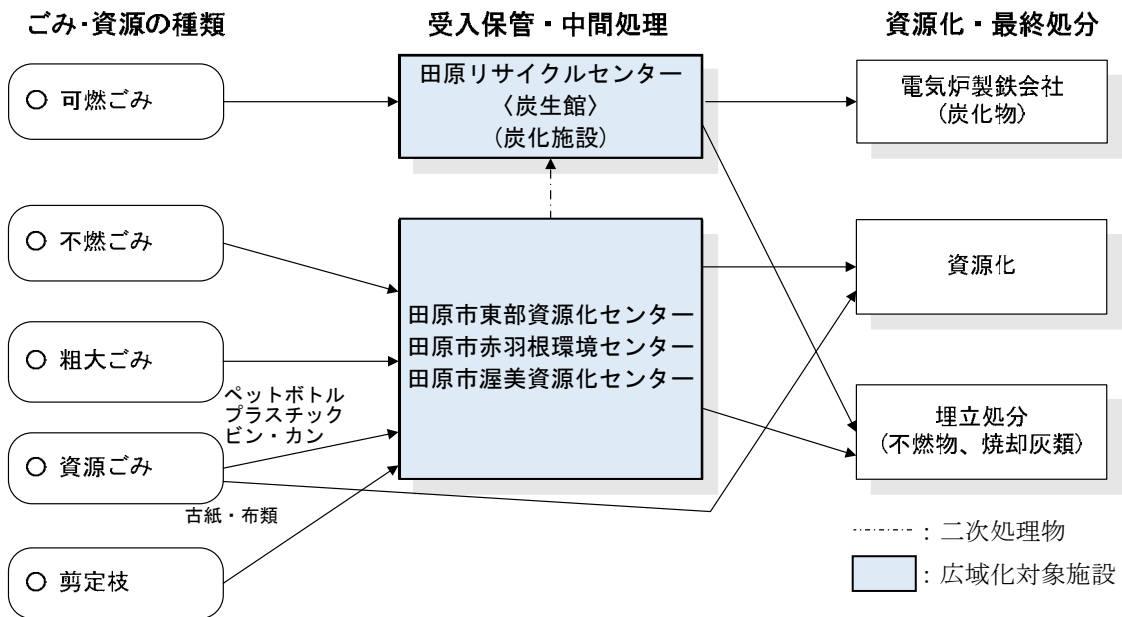 ごみ・資源の種類
受入保管・中間処理
資源化・最終処分
○ 可燃ごみ
○ 不燃ごみ
○ 粗大ごみ
○ 資源ごみ
○ 剪定枝
ペットボトル
プラスチック
ビン・カン
古紙・布類
田原リサイクルセンター
〈炭生館〉
(炭化施設)
田原市東部資源化センター
田原市赤羽根環境センター
田原市渥美資源化センター
電気炉製鉄会社
(炭化物)
資源化
埋立処分
(不燃物、焼却灰類)
：二次処理物
：広域化対象施設